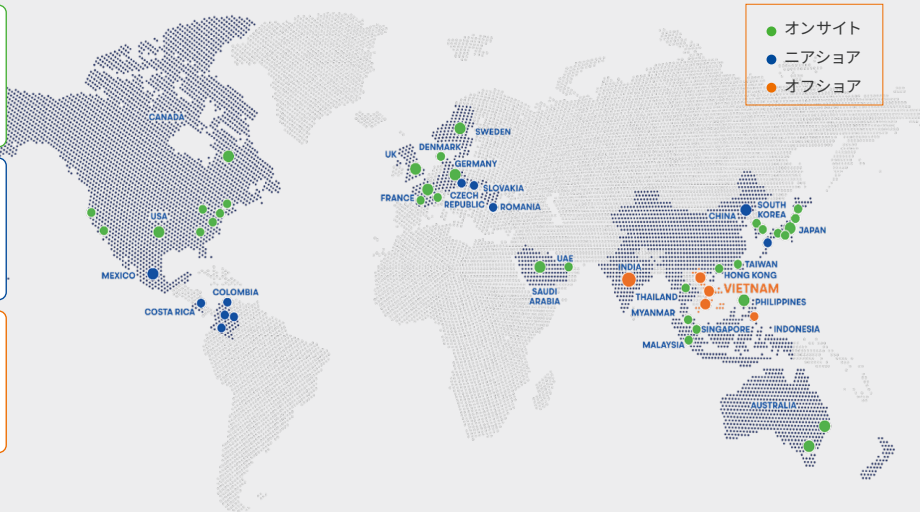 オンサイト
ニアショア
オフショア
CANADA
USA
MEXICO
COSTA RICA
COLOMBIA
UK
DENMARK
SWEDEN
GERMANY
FRANCE
CZECH
REPUBLIC
SLOVAKIA
ROMANIA
UAE
SAUDI
ARABIA
INDIA
CHINA
SOUTH
KOREA
JAPAN
TAIWAN
HONG KONG
VIETNAM
THAILAND
MYANMAR
PHILIPPINES
SINGAPORE
INDONESIA
MALAYSIA
AUSTRALIA